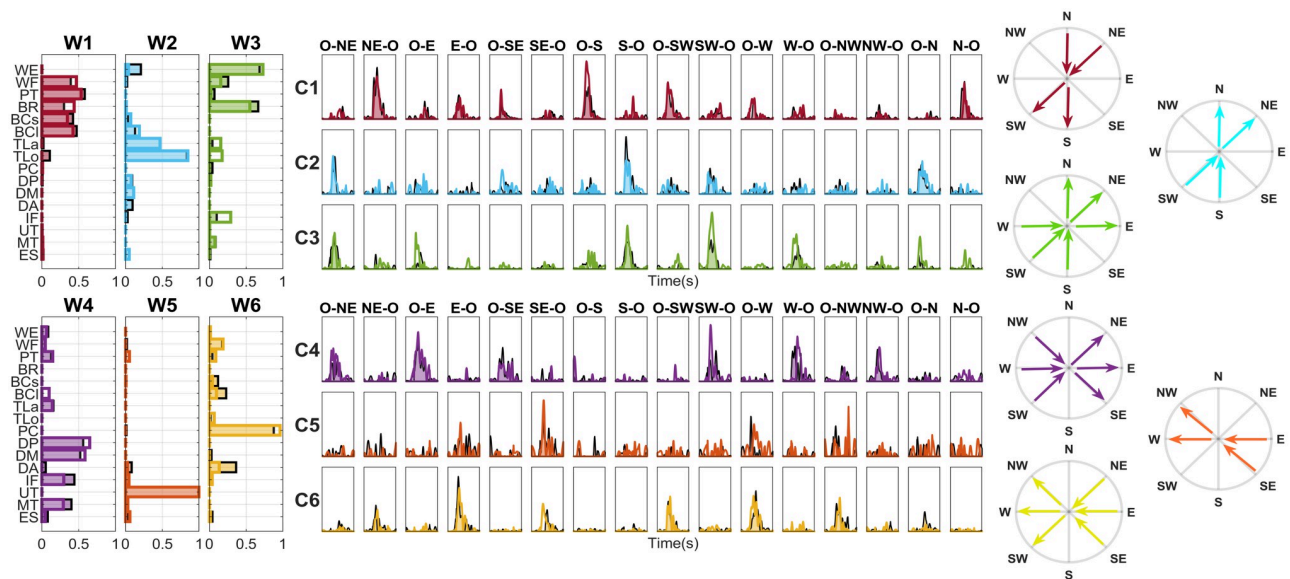 W1 W2 W3
O-NE NE-O O-E E-O O-SE SE-O O-S S-O O-SW SW-O O-W W-O O-NW NW-O O-N N-O
WE
WF
PT
BR
BCs
BCl
TLa
TLo
PC
DP
DM
DA
IF
UT
MT
ES
0 0.5 1 0 0.5 1 0 0.5 1
C1
C2
C3
Time(s)
N
NW NE
W E
SW SE
S
N
NW NE
W E
SW SE
S
N
NW NE
W E
SW SE
S
W4 W5 W6
O-NE NE-O O-E E-O O-SE SE-O O-S S-O O-SW SW-O O-W W-O O-NW NW-O O-N N-O
WE
WF
PT
BR
BCs
BCl
TLa
TLo
PC
DP
DM
DA
IF
UT
MT
ES
0 0.5 1 0 0.5 1 0 0.5 1
C4
C5
C6
Time(s)
N
NW NE
W E
SW SE
S
N
NW NE
W E
SW SE
S
N
NW NE
W E
SW SE
S